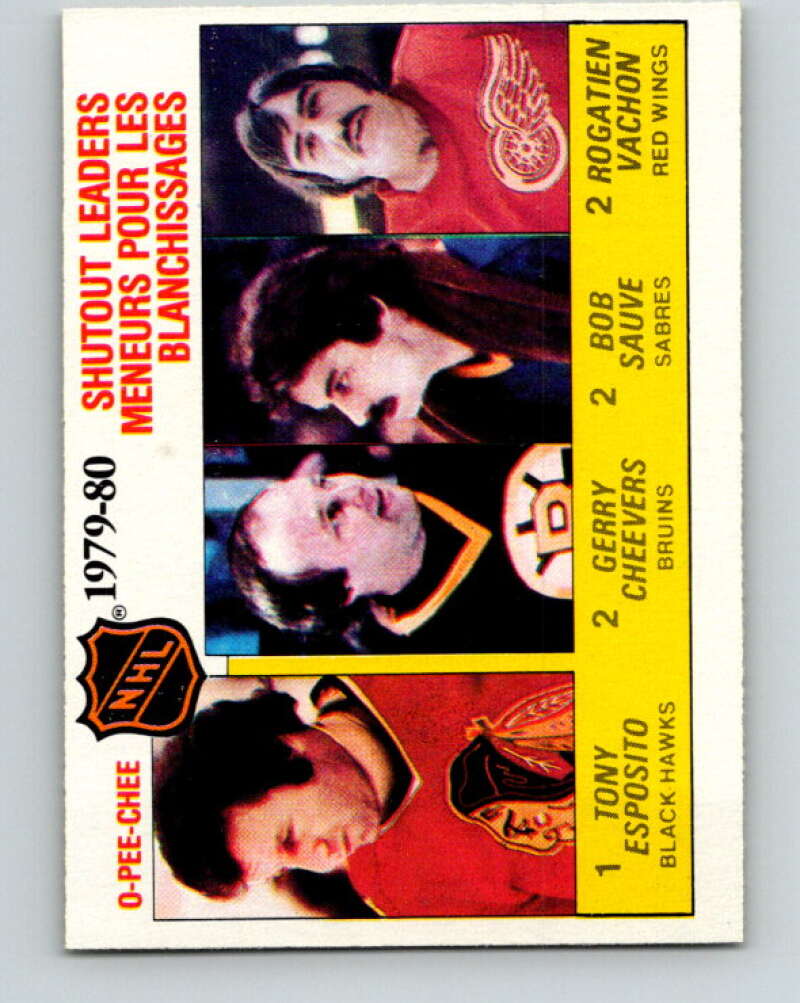 O-PEE-CHEE
NHL
® 1979-80
SHUTOUT LEADERS
MENEURS POUR LES
BLANCHISSAGES
B
1 TONY
ESPOSITO
BLACK HAWKS
2 GERRY
CHEEVERS
BRUINS
2 BOB
SAUVE
SABRES
2 ROGATIEN
VACHON
RED WINGS